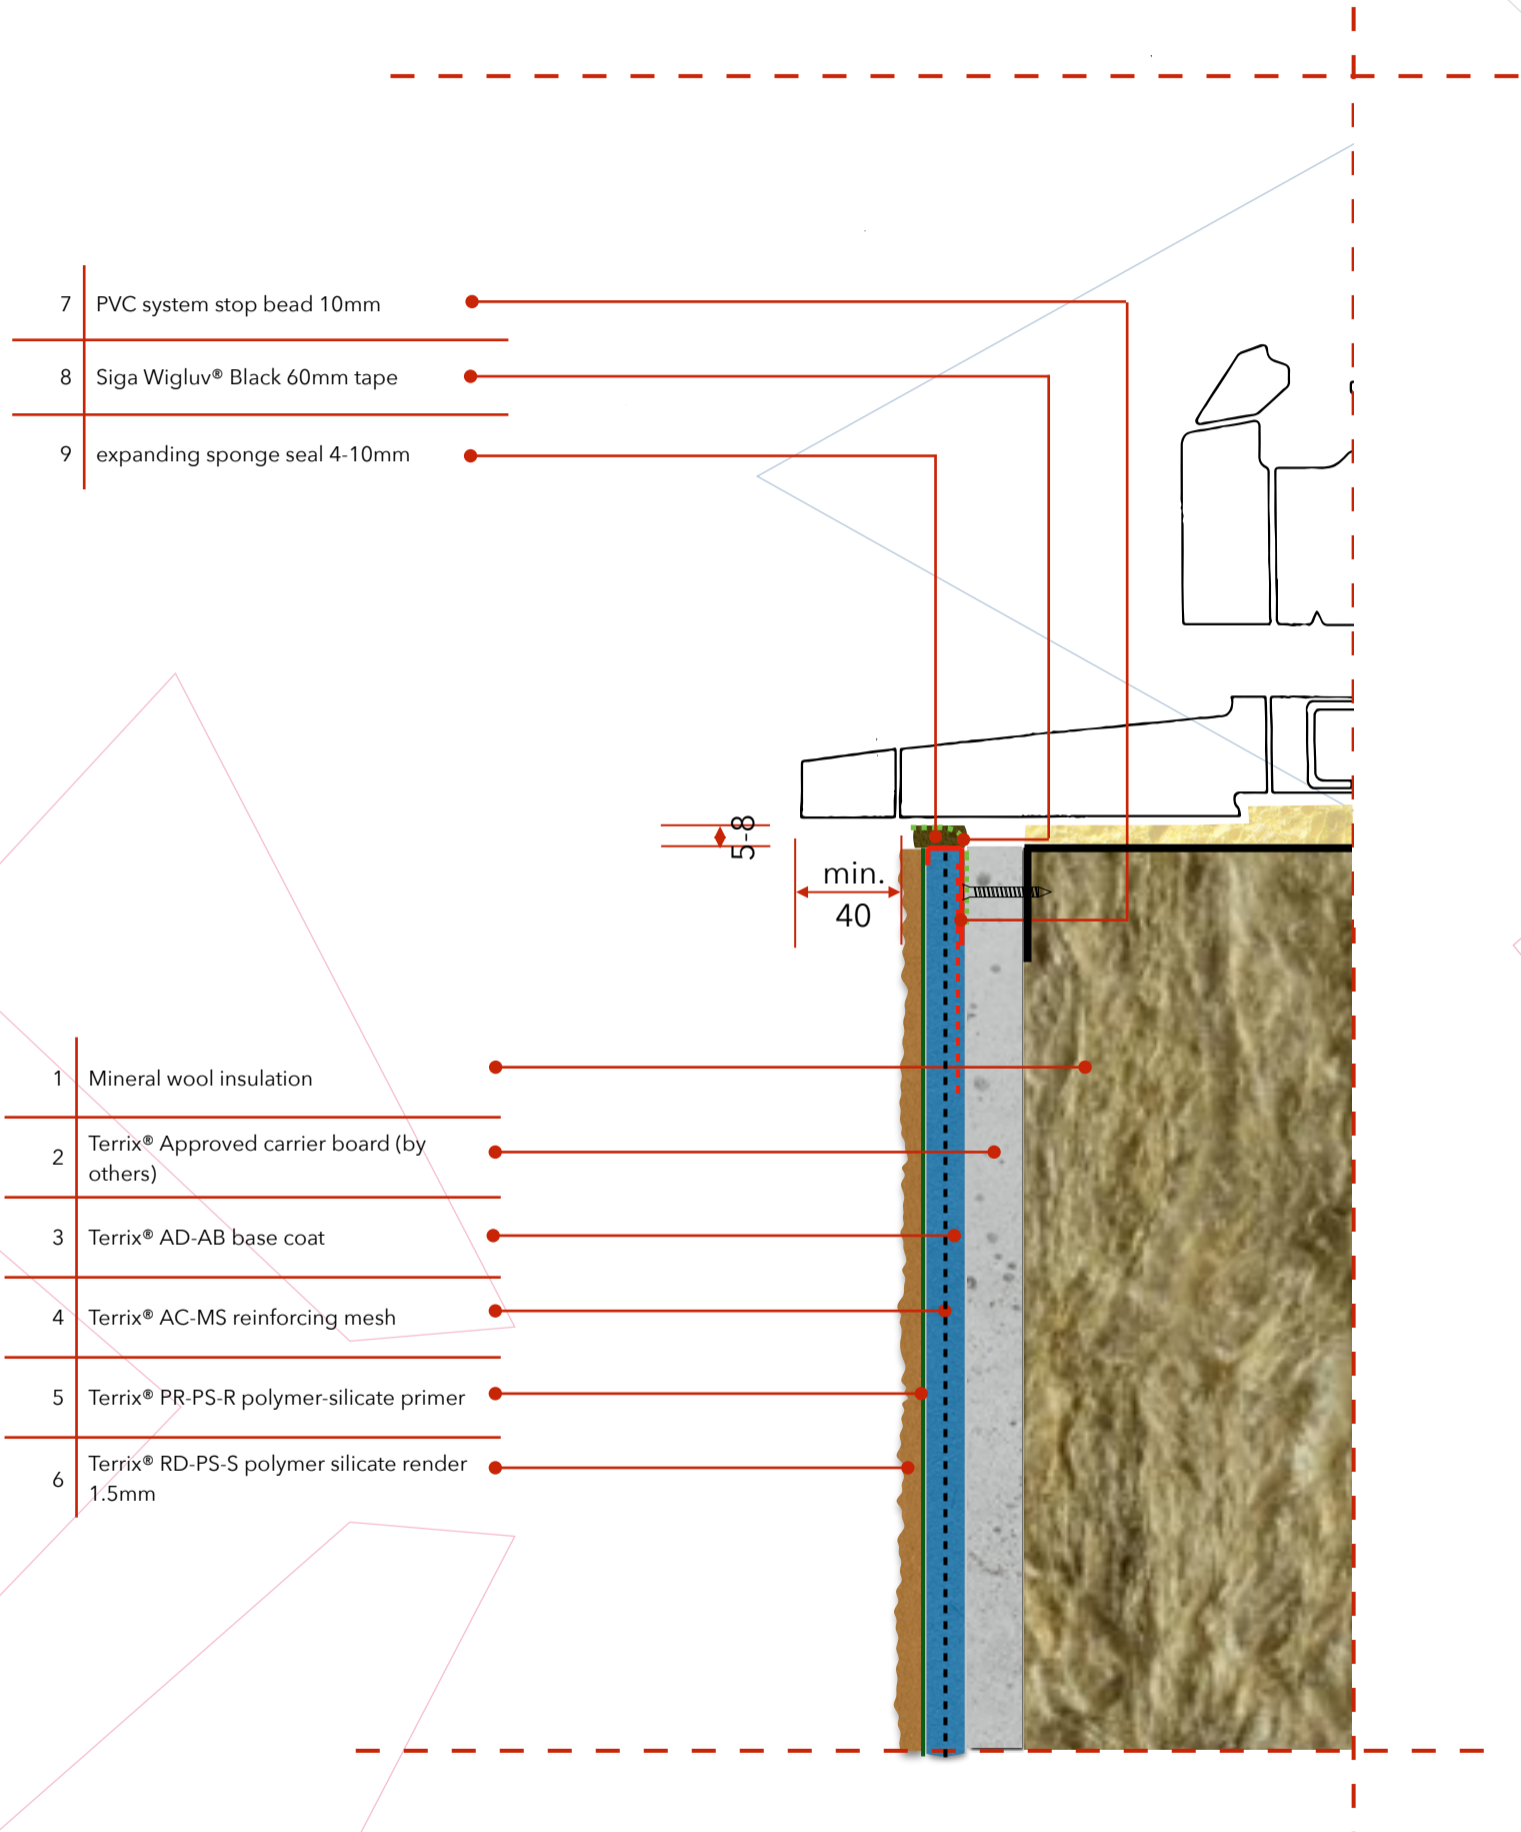 7 PVC system stop bead 10mm
8 Siga Wigluv® Black 60mm tape
9 expanding sponge seal 4-10mm
5-8
min.
40
1 Mineral wool insulation
2 Terrix® Approved carrier board (by
others)
3 Terrix® AD-AB base coat
4 Terrix® AC-MS reinforcing mesh
5 Terrix® PR-PS-R polymer-silicate primer
6 Terrix® RD-PS-S polymer silicate render
1.5mm